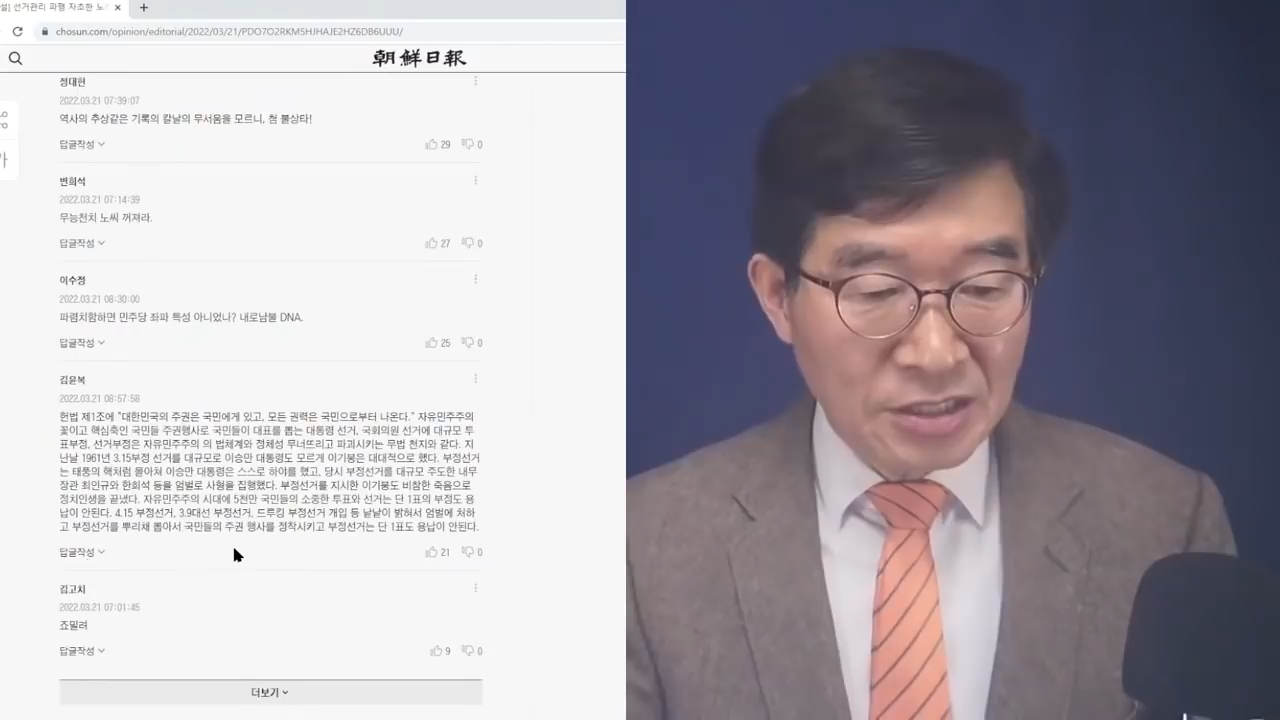 설] 선거관리 파행 자초한 노
chosun.com/opinion/editorial/2022/03/21/PDO7O2RKM5HJHAJE2HZ6DB6UUU/
朝鮮日報
정대헌
2022.03.21 07:39:07
역사의 추상같은 기록의 칼날의 무서움을 모르니, 첨 불상타!
답글작성
29 0
가
변희석
2022.03.21 07:14:39
무능천치 노씨 꺼져라.
답글작성
27 0
이수정
2022.03.21 08:30:00
파렴치함하면 민주당 좌파 특성 아니었나? 내로남불 DNA.
답글작성
25 0
김윤복
2022.03.21 08:57:58
헌법 제1조에 "대한민국의 주권은 국민에게 있고, 모든 권력은 국민으로부터 나온다." 자유민주주의
꽃이고 핵심축인 국민들 주권행사로 국민들이 대표를 뽑는 대통령 선거, 국회의원 선거에 대규모 투
표부정, 선거부정은 자유민주주의 의 법체계와 정체성 무너뜨리고 파괴시키는 무법 천지와 같다. 지
난날 1961년 3.15부정 선거를 대규모로 이승만 대통령도 모르게 이기붕은 대대적으로 했다. 부정선거
는 태풍의 핵처럼 몰아쳐 이승만 대통령은 스스로 하야를 했고, 당시 부정선거를 대규모 주도한 내무
장관 최인규와 한희석 등을 엄벌로 사형을 집행했다. 부정선거를 지시한 이기붕도 비참한 죽음으로
정치인생을 끝냈다. 자유민주주의 시대에 5천만 국민들의 소중한 투표와 선거는 단 1표의 부정도 용
납이 안된다. 4.15 부정선거, 3.9대선 부정선거, 드루킹 부정선거 개입 등 낱낱이 밝혀서 엄벌에 처하
고 부정선거를 뿌리채 뽑아서 국민들의 주권 행사를 정착시키고 부정선거는 단 1표도 용납이 안된다.
답글작성
21 0
김고치
2022.03.21 07:01:45
죠밀려
답글작성
9 0
더보기